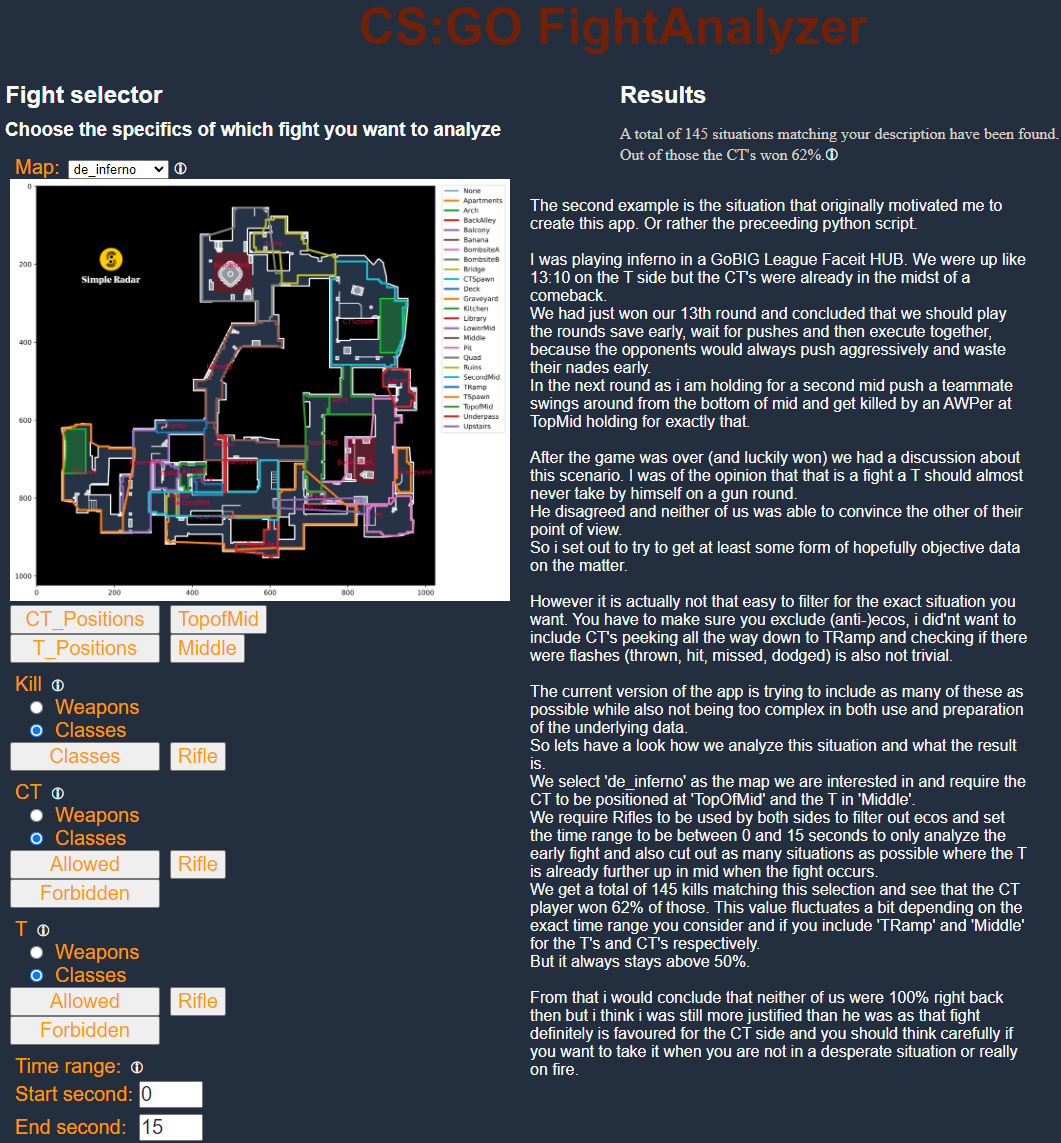 CS:GO FightAnalyzer
Fight selector
Choose the specifics of which fight you want to analyze
Map: de_inferno
0
200
400
600
800
1000
0
200
400
600
800
1000
Simple Radar
CTSpawn
TopofMid
None
Apartments
Arch
BackAlley
Balcony
Banana
BombsiteA
BombsiteB
Bridge
CTSpawn
Deck
Graveyard
Kitchen
Library
LowerMid
Middle
Pit
Quad
Ruins
SecondMid
TRamp
TSpawn
TopofMid
Underpass
Upstairs
CT_Positions TopofMid
T_Positions Middle
Kill
Weapons
Classes
Classes Rifle
CT
Weapons
Classes
Allowed Rifle
Forbidden
T
Weapons
Classes
Allowed Rifle
Forbidden
Time range:
Start second: 0
End second: 15
Results
A total of 145 situations matching your description have been found.
Out of those the CT's won 62%.
The second example is the situation that originally motivated me to
create this app. Or rather the preceeding python script.
I was playing inferno in a GoBIG League Faceit HUB. We were up like
13:10 on the T side but the CT's were already in the midst of a
comeback.
We had just won our 13th round and concluded that we should play
the rounds save early, wait for pushes and then execute together,
because the opponents would always push aggressively and waste
their nades early.
In the next round as i am holding for a second mid push a teammate
swings around from the bottom of mid and get killed by an AWPer at
TopMid holding for exactly that.
After the game was over (and luckily won) we had a discussion about
this scenario. I was of the opinion that that is a fight a T should almost
never take by himself on a gun round.
He disagreed and neither of us was able to convince the other of their
point of view.
So i set out to try to get at least some form of hopefully objective data
on the matter.
However it is actually not that easy to filter for the exact situation you
want. You have to make sure you exclude (anti-)ecos, i did'nt want to
include CT's peeking all the way down to TRamp and checking if there
were flashes (thrown, hit, missed, dodged) is also not trivial.
The current version of the app is trying to include as many of these as
possible while also not being too complex in both use and preparation
of the underlying data.
So lets have a look how we analyze this situation and what the result
is.
We select 'de_inferno' as the map we are interested in and require the
CT to be positioned at 'TopOfMid' and the T in 'Middle'.
We require Rifles to be used by both sides to filter out ecos and set
the time range to be between 0 and 15 seconds to only analyze the
early fight and also cut out as many situations as possible where the T
is already further up in mid when the fight occurs.
We get a total of 145 kills matching this selection and see that the CT
player won 62% of those. This value fluctuates a bit depending on the
exact time range you consider and if you include 'TRamp' and 'Middle'
for the T's and CT's respectively.
But it always stays above 50%.
From that i would conclude that neither of us were 100% right back
then but i think i was still more justified than he was as that fight
definitely is favoured for the CT side and you should think carefully if
you want to take it when you are not in a desperate situation or really
on fire.